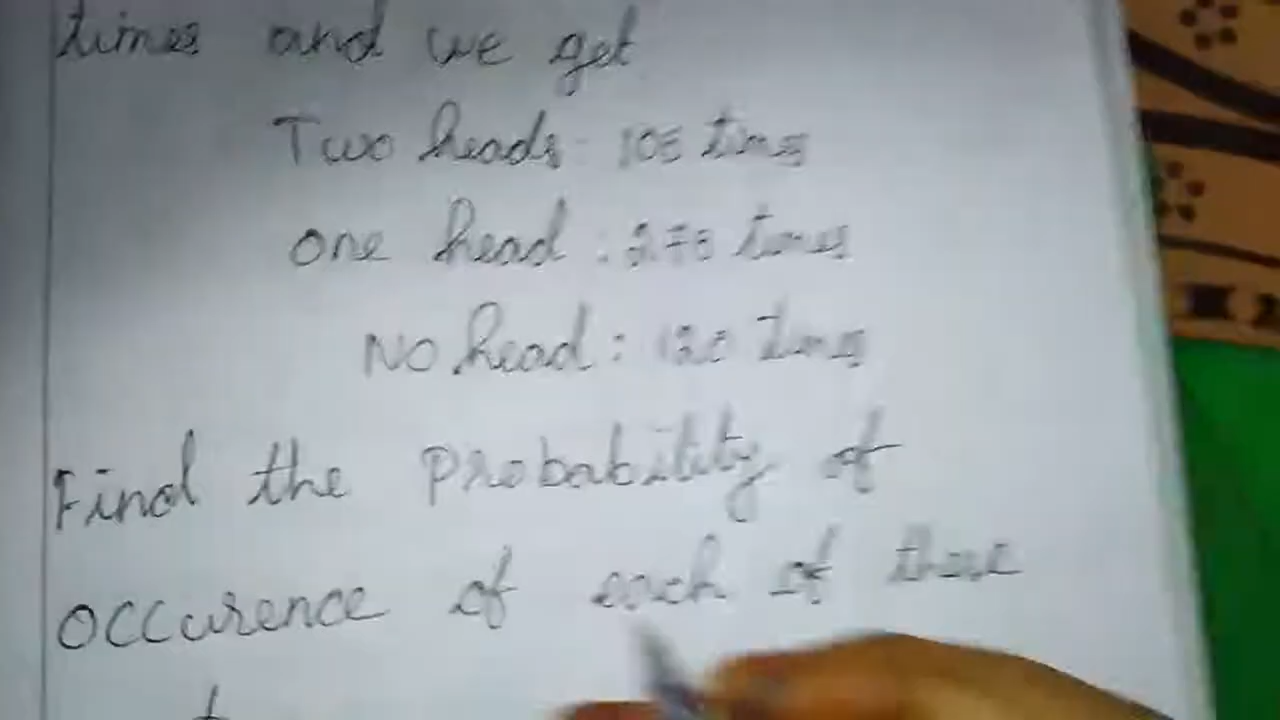 times and we get
Two heads: 105 times
one head: 275 times
No head: 120 times
Find the Probability of
occurence of each of these